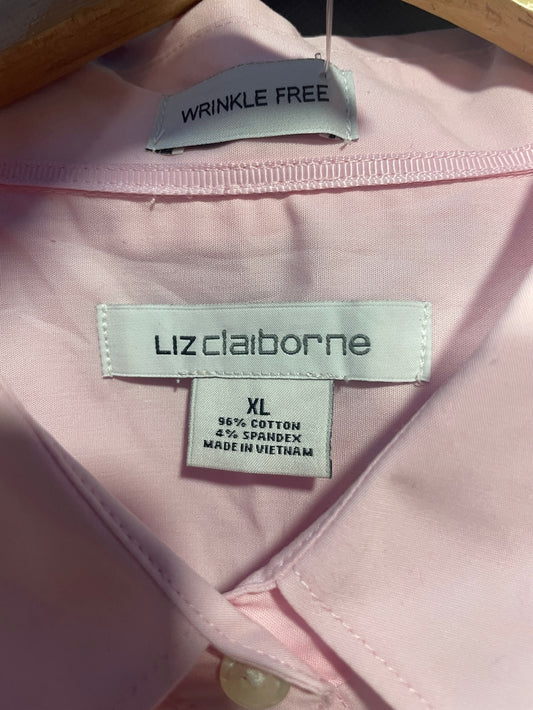 WRINKLE FREE
LIZ claiborne
XL
96% COTTON
4% SPANDEX
MADE IN VIETNAM